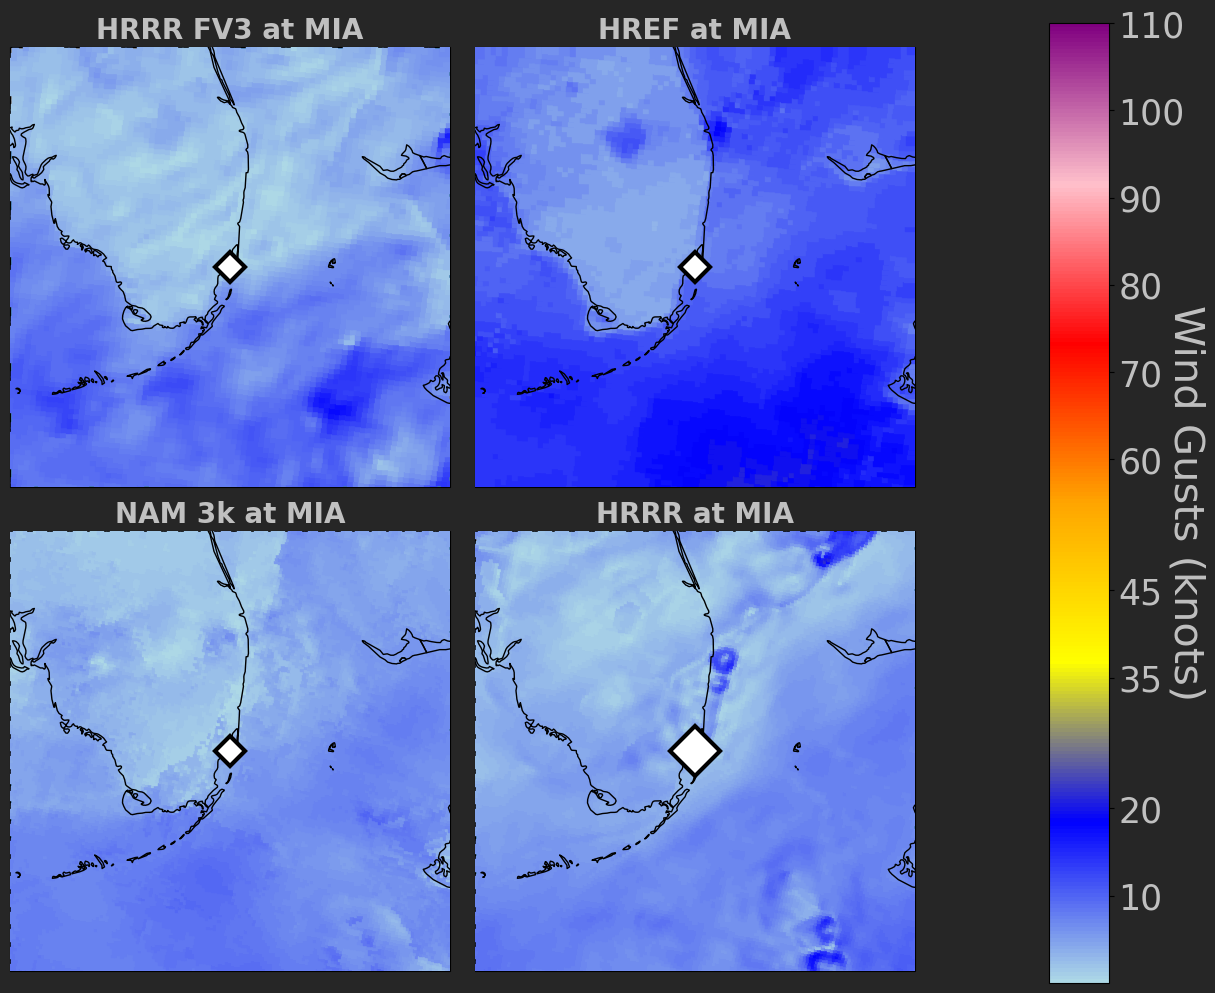 HRRR FV3 at MIA
HREF at MIA
NAM 3k at MIA
HRRR at MIA
110
100
90
80
70
60
45
35
20
10
Wind Gusts (knots)